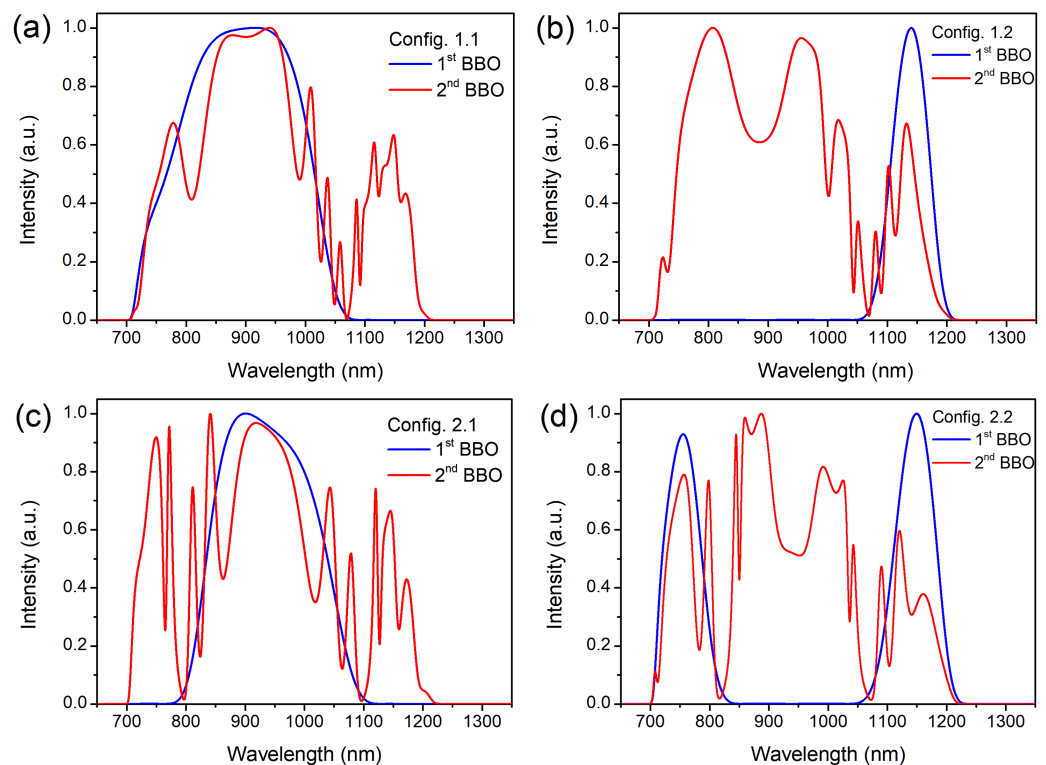 (a)
Config. 1.1
1st BBO
2nd BBO
1.0
0.8
0.6
0.4
0.2
0.0
Intensity (a.u.)
700 800 900 1000 1100 1200 1300
Wavelength (nm)
(b)
Config. 1.2
1st BBO
2nd BBO
1.0
0.8
0.6
0.4
0.2
0.0
Intensity (a.u.)
700 800 900 1000 1100 1200 1300
Wavelength (nm)
(c)
Config. 2.1
1st BBO
2nd BBO
1.0
0.8
0.6
0.4
0.2
0.0
Intensity (a.u.)
700 800 900 1000 1100 1200 1300
Wavelength (nm)
(d)
Config. 2.2
1st BBO
2nd BBO
1.0
0.8
0.6
0.4
0.2
0.0
Intensity (a.u.)
700 800 900 1000 1100 1200 1300
Wavelength (nm)